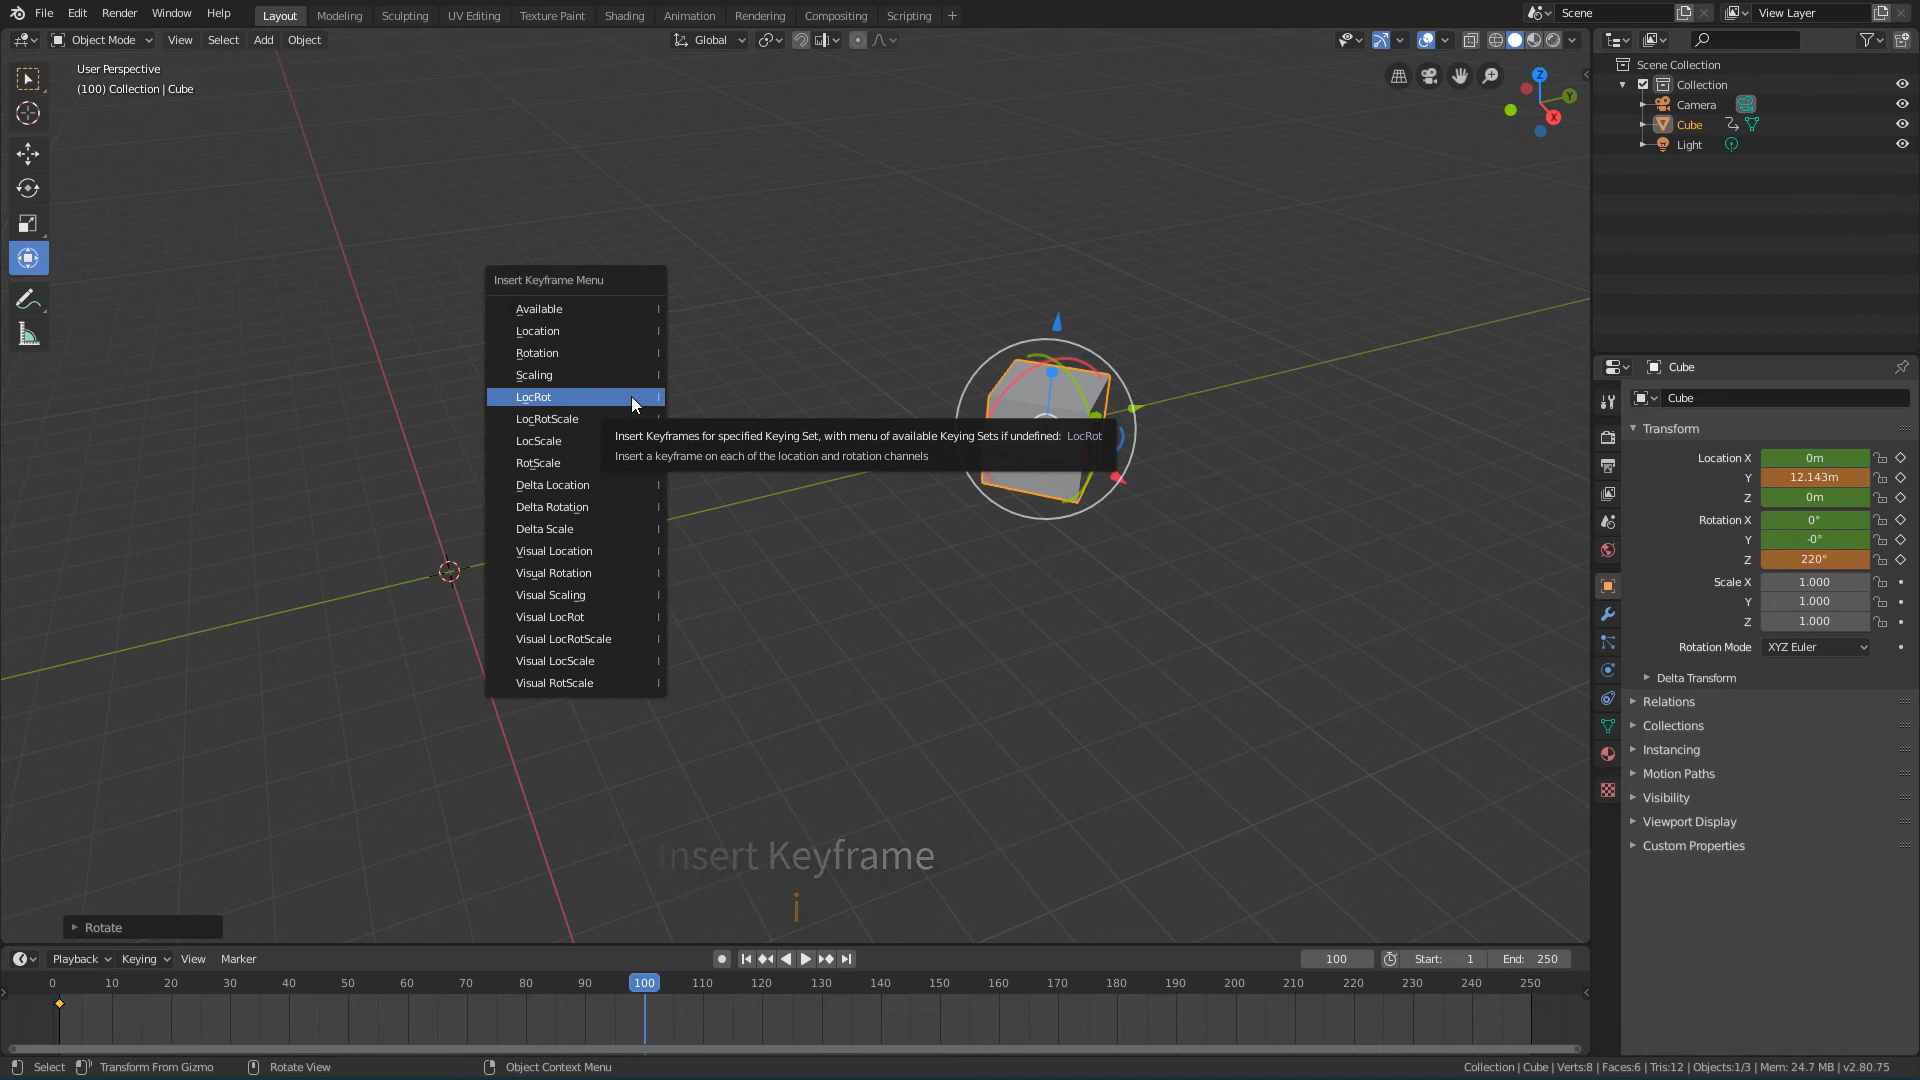 File Edit Render Window Help Layout Modeling Sculpting UV Editing Texture Paint Shading Animation Rendering Compositing Scripting + Scene View Layer
Object Mode View Select Add Object Global
User Perspective
(100) Collection | Cube
Z
Y
X
Scene Collection
Collection
Camera
Cube
Light
Insert Keyframe Menu
Available I
Location I
Rotation I
Scaling I
LocRot I
LocRotScale I
LocScale
RotScale
Delta Location I
Delta Rotation I
Delta Scale I
Visual Location I
Visual Rotation I
Visual Scaling I
Visual LocRot I
Visual LocRotScale I
Visual LocScale I
Visual RotScale I
Insert Keyframes for specified Keying Set, with menu of available Keying Sets if undefined: LocRot
Insert a keyframe on each of the location and rotation channels
Cube
Cube
Transform
Location X 0m
Y 12.143m
Z 0m
Rotation X 0°
Y -0°
Z 220°
Scale X 1.000
Y 1.000
Z 1.000
Rotation Mode XYZ Euler
Delta Transform
Relations
Collections
Instancing
Motion Paths
Visibility
Viewport Display
Custom Properties
Insert Keyframe
i
Rotate
Playback Keying View Marker 100 Start: 1 End: 250
0 10 20 30 40 50 60 70 80 90 100 110 120 130 140 150 160 170 180 190 200 210 220 230 240 250
Select Transform From Gizmo Rotate View Object Context Menu Collection | Cube | Verts:8 | Faces:6 | Tris:12 | Objects:1/3 | Mem: 24.7 MB | v2.80.75